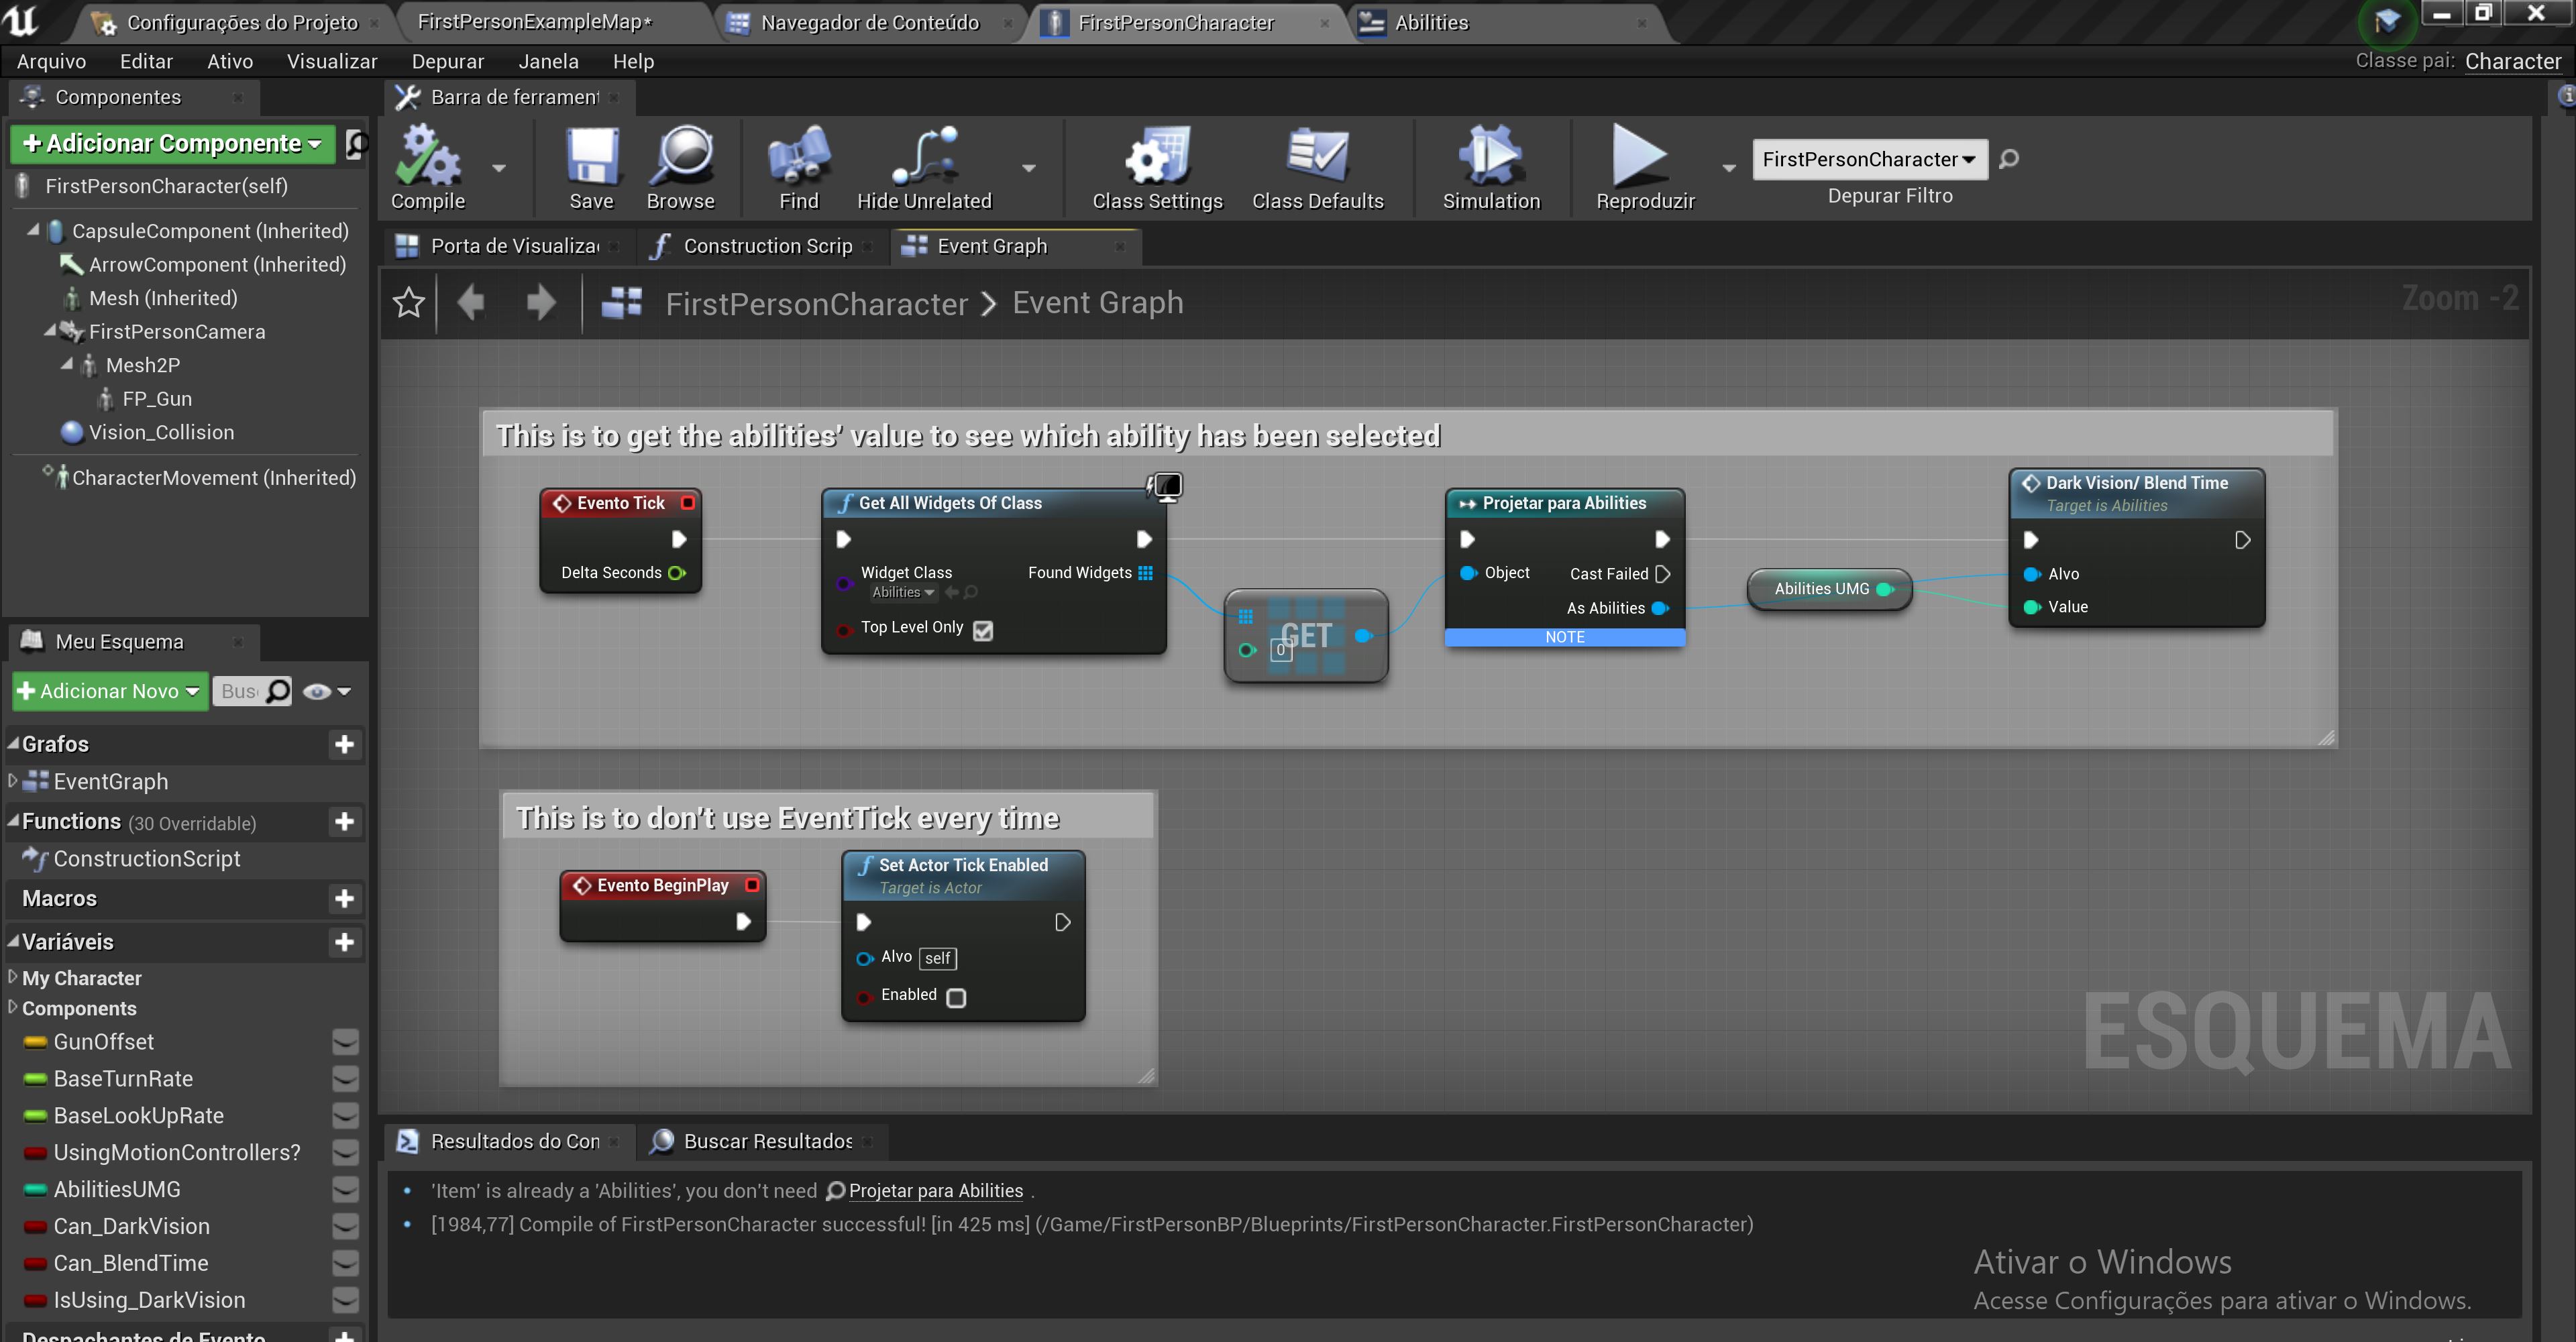 Configurações do Projeto
FirstPersonExampleMap*
Navegador de Conteúdo
FirstPersonCharacter
Abilities
Arquivo Editar Ativo Visualizar Depurar Janela Help
Classe pai: Character
Componentes
Adicionar Componente
FirstPersonCharacter(self)
CapsuleComponent (Inherited)
ArrowComponent (Inherited)
Mesh (Inherited)
FirstPersonCamera
Mesh2P
FP_Gun
Vision_Collision
CharacterMovement (Inherited)
Meu Esquema
Adicionar Novo
Bus
Grafos
EventGraph
Functions (30 Overridable)
ConstructionScript
Macros
Variáveis
My Character
Components
GunOffset
BaseTurnRate
BaseLookUpRate
UsingMotionControllers?
AbilitiesUMG
Can_DarkVision
Can_BlendTime
IsUsing_DarkVision
Despachantes de Evento
Barra de ferrament
Compile
Save
Browse
Find
Hide Unrelated
Class Settings
Class Defaults
Simulation
Reproduzir
FirstPersonCharacter
Depurar Filtro
Porta de Visualiza
Construction Scrip
Event Graph
FirstPersonCharacter > Event Graph
Zoom -2
This is to get the abilities' value to see which ability has been selected
Evento Tick
Delta Seconds
Get All Widgets Of Class
Widget Class
Abilities
Found Widgets
Top Level Only
GET
0
Projetar para Abilities
Object
Cast Failed
As Abilities
NOTE
Abilities UMG
Dark Vision/ Blend Time
Target is Abilities
Alvo
Value
This is to don't use EventTick every time
Evento BeginPlay
Set Actor Tick Enabled
Target is Actor
Alvo self
Enabled
ESQUEMA
Resultados do Con
Buscar Resultados
'Item' is already a 'Abilities', you don't need Projetar para Abilities .
[1984,77] Compile of FirstPersonCharacter successful! [in 425 ms] (/Game/FirstPersonBP/Blueprints/FirstPersonCharacter.FirstPersonCharacter)
Ativar o Windows
Acesse Configurações para ativar o Windows.